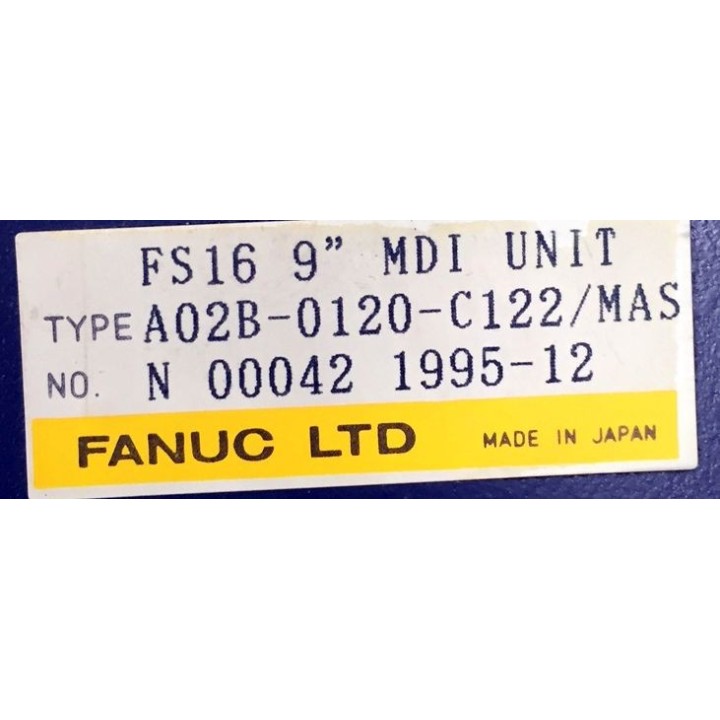 FS16 9” MDI UNIT
TYPE A02B-0120-C122/MAS
NO. N 00042 1995-12
FANUC LTD MADE IN JAPAN